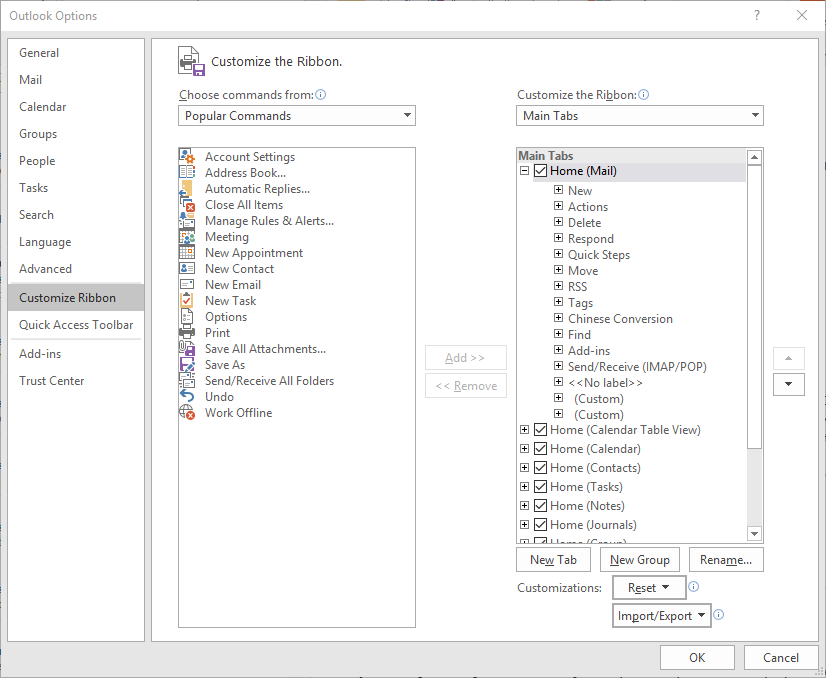 Outlook Options
General
Mail
Calendar
Groups
People
Tasks
Search
Language
Advanced
Customize Ribbon
Quick Access Toolbar
Add-ins
Trust Center
Customize the Ribbon.
Choose commands from:
Popular Commands
Account Settings
Address Book...
Automatic Replies...
Close All Items
Manage Rules & Alerts...
Meeting
New Appointment
New Contact
New Email
New Task
Options
Print
Save All Attachments...
Save As
Send/Receive All Folders
Undo
Work Offline
Add >>
<< Remove
Customize the Ribbon:
Main Tabs
Main Tabs
Home (Mail)
New
Actions
Delete
Respond
Quick Steps
Move
RSS
Tags
Chinese Conversion
Find
Add-ins
Send/Receive (IMAP/POP)
<<No label>>
(Custom)
(Custom)
Home (Calendar Table View)
Home (Calendar)
Home (Contacts)
Home (Tasks)
Home (Notes)
Home (Journals)
Home (Group)
New Tab
New Group
Rename...
Customizations:
Reset
Import/Export
OK
Cancel